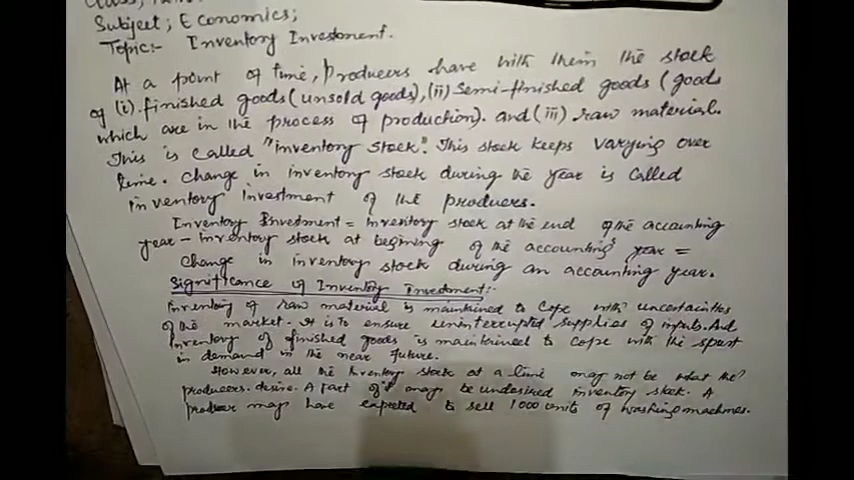 Subject; Economics;
Topic:- Inventory Investment.
At a point of time, Producers have with them the stock
of (i) finished goods (unsold goods), (ii) Semi-finished goods (goods
which are in the process of production). and (iii) raw material.
This is called "inventory stock". This stock keeps varying over
time. Change in inventory stock during the year is called
inventory investment of the producers.
Inventory Investment = inventory stock at the end of the accounting
year - inventory stock at begining of the accounting year =
Change in inventory stock during an accounting year.
Significance of Inventory Investment:-
of raw material is maintained to cope with uncertainties
of the market. It is to ensure uninterrupted supplies of inputs. And
inventory of finished goods is maintained to cope with the spurt
in demand in the near future.
However, all the inventory stock at a time may not be what the
producers desire. A part of it may be undesired inventory stock. A
producer may have expected to sell 1000 units of washing machines.